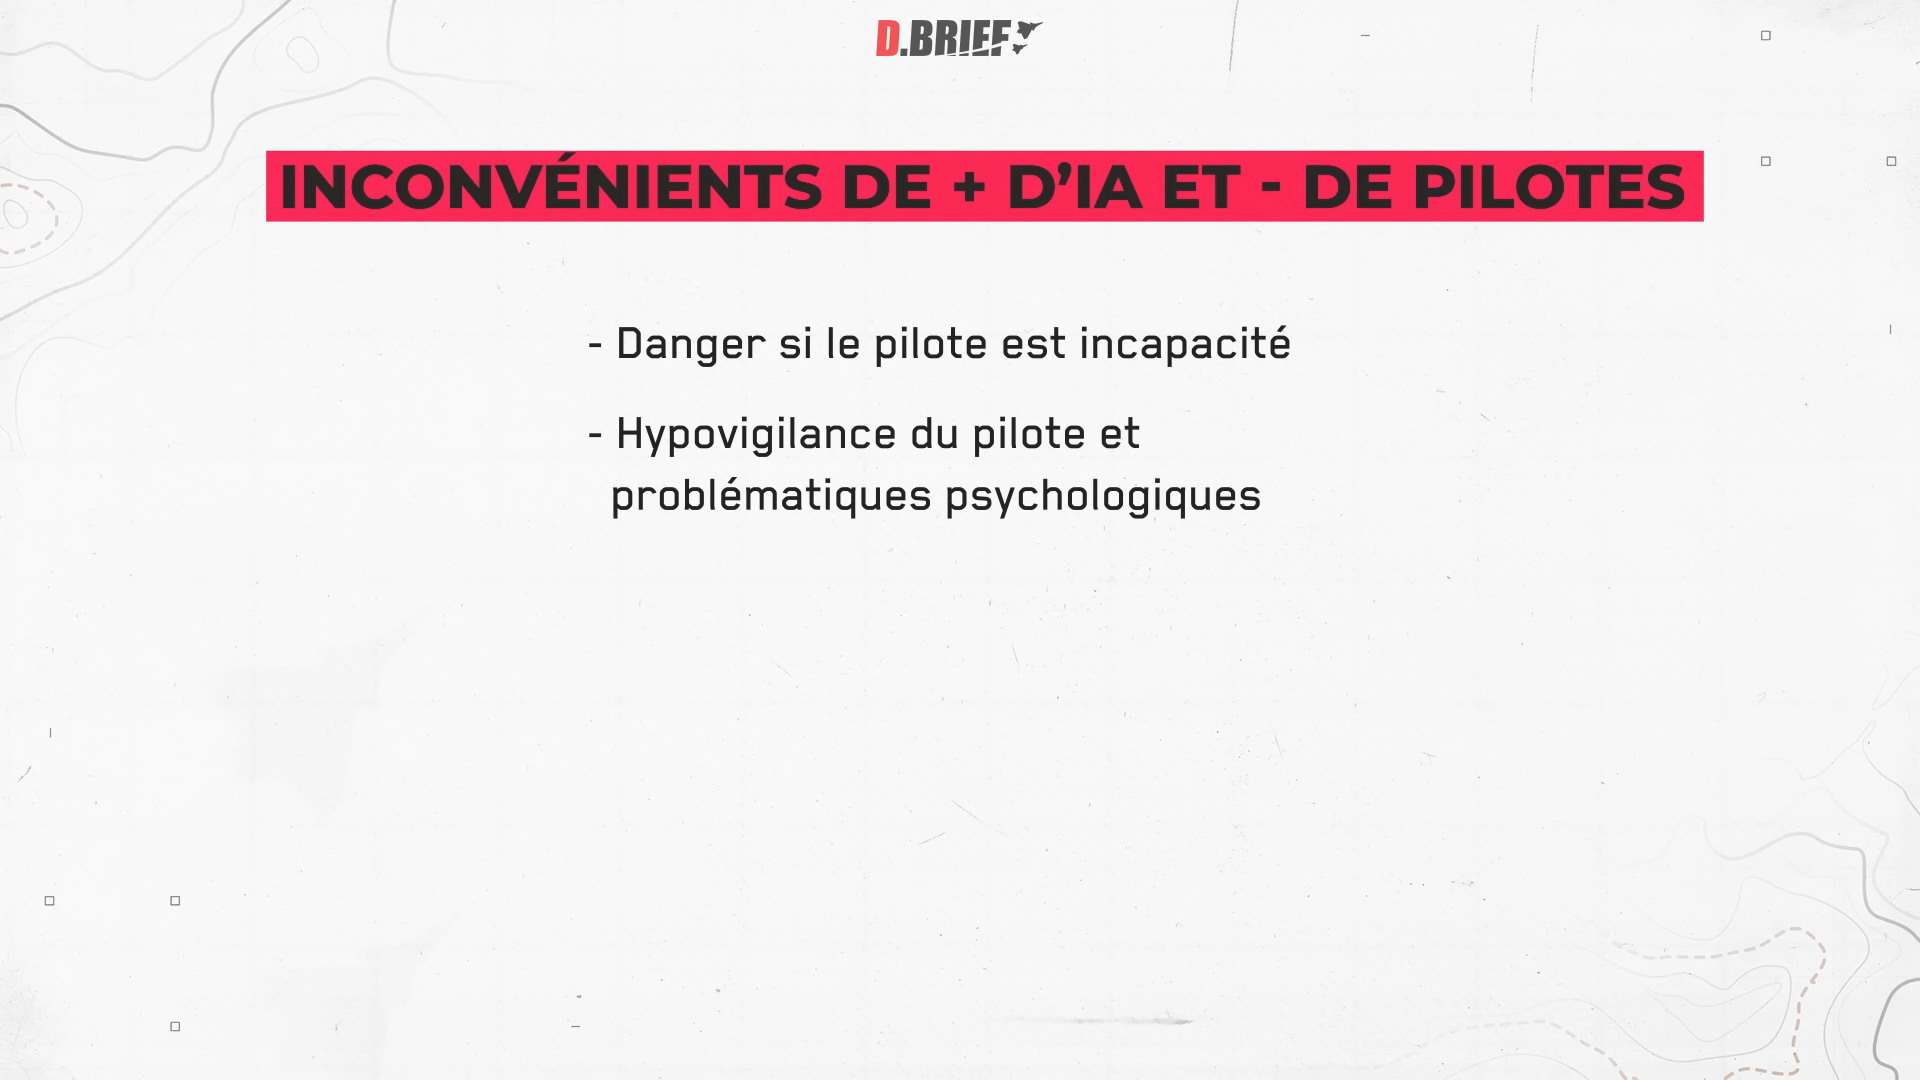 D.BRIEF
INCONVÉNIENTS DE + D’IA ET - DE PILOTES
- Danger si le pilote est incapacité
- Hypovigilance du pilote et
problématiques psychologiques